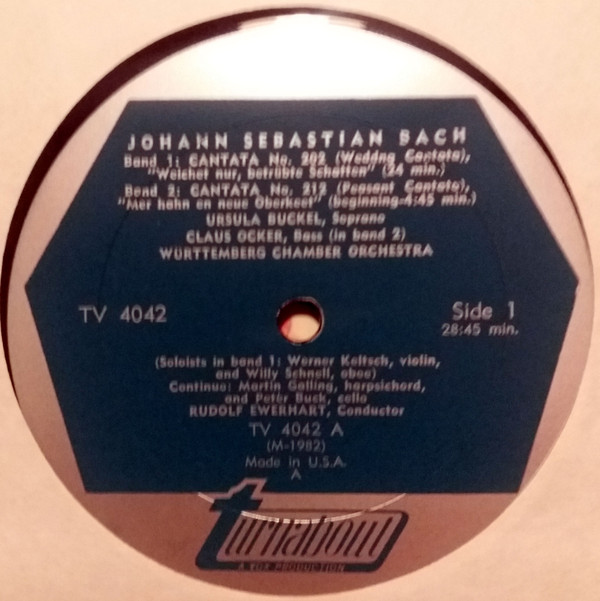 JOHANN SEBASTIAN BACH
Band 1: CANTATA No. 202 (Weddng Cantata),
"Weichet nur, betrübte Schatten" (24 min.)
Band 2: CANTATA No. 212 (Peasant Cantata),
"Mer hahn en neue Oberkeet" (beginning-4:45 min.)
URSULA BUCKEL, Soprano
CLAUS OCKER, Bass (in band 2)
WÜRTTEMBERG CHAMBER ORCHESTRA
TV 4042
Side 1
28:45 min.
(Soloists in band 1: Werner Keltsch, violin,
and Willy Schnell, oboe)
Continuo: Martin Galling, harpsichord,
and Peter Buck, cello
RUDOLF EWERHART, Conductor
TV 4042 A
(M-1982)
Made in U.S.A.
A
turnabout
A VOX PRODUCTION